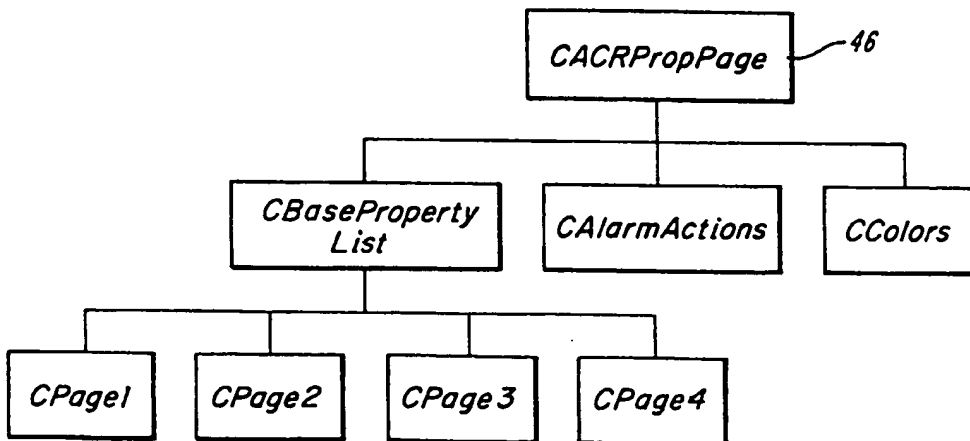 CACRPropPage
46
CBaseProperty
List
CAlarmActions
CColors
CPage1
CPage2
CPage3
CPage4